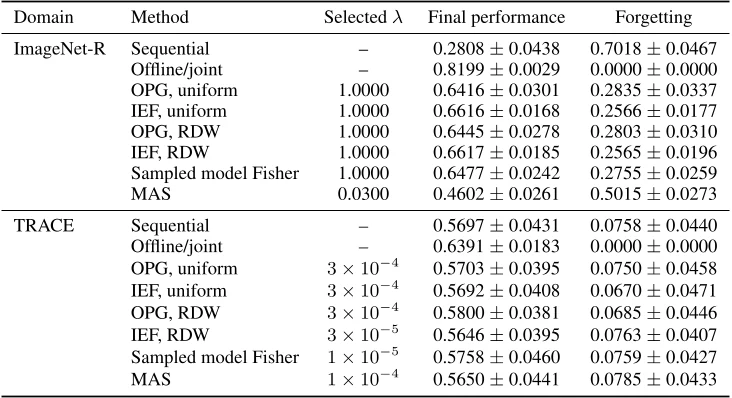 Domain Method Selected λ Final performance Forgetting
ImageNet-R Sequential – 0.2808 ± 0.0438 0.7018 ± 0.0467
Offline/joint – 0.8199 ± 0.0029 0.0000 ± 0.0000
OPG, uniform 1.0000 0.6416 ± 0.0301 0.2835 ± 0.0337
IEF, uniform 1.0000 0.6616 ± 0.0168 0.2566 ± 0.0177
OPG, RDW 1.0000 0.6445 ± 0.0278 0.2803 ± 0.0310
IEF, RDW 1.0000 0.6617 ± 0.0185 0.2565 ± 0.0196
Sampled model Fisher 1.0000 0.6477 ± 0.0242 0.2755 ± 0.0259
MAS 0.0300 0.4602 ± 0.0261 0.5015 ± 0.0273
TRACE Sequential – 0.5697 ± 0.0431 0.0758 ± 0.0440
Offline/joint – 0.6391 ± 0.0183 0.0000 ± 0.0000
OPG, uniform 3 × 10⁻⁴ 0.5703 ± 0.0395 0.0750 ± 0.0458
IEF, uniform 3 × 10⁻⁴ 0.5692 ± 0.0408 0.0670 ± 0.0471
OPG, RDW 3 × 10⁻⁴ 0.5800 ± 0.0381 0.0685 ± 0.0446
IEF, RDW 3 × 10⁻⁵ 0.5646 ± 0.0395 0.0763 ± 0.0407
Sampled model Fisher 1 × 10⁻⁵ 0.5758 ± 0.0460 0.0759 ± 0.0427
MAS 1 × 10⁻⁴ 0.5650 ± 0.0441 0.0785 ± 0.0433